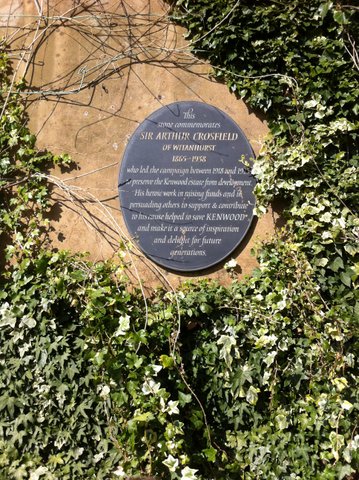 This
stone commemorates
SIR ARTHUR CROSFIELD
OF WITANHURST
1865-1938
who led the campaign between 1918 and
to preserve the Kenwood estate from development.
His heroic work in raising funds and in
persuading others to support & contribute
to his cause helped to save KENWOOD
and make it a source of inspiration
and delight for future
generations.